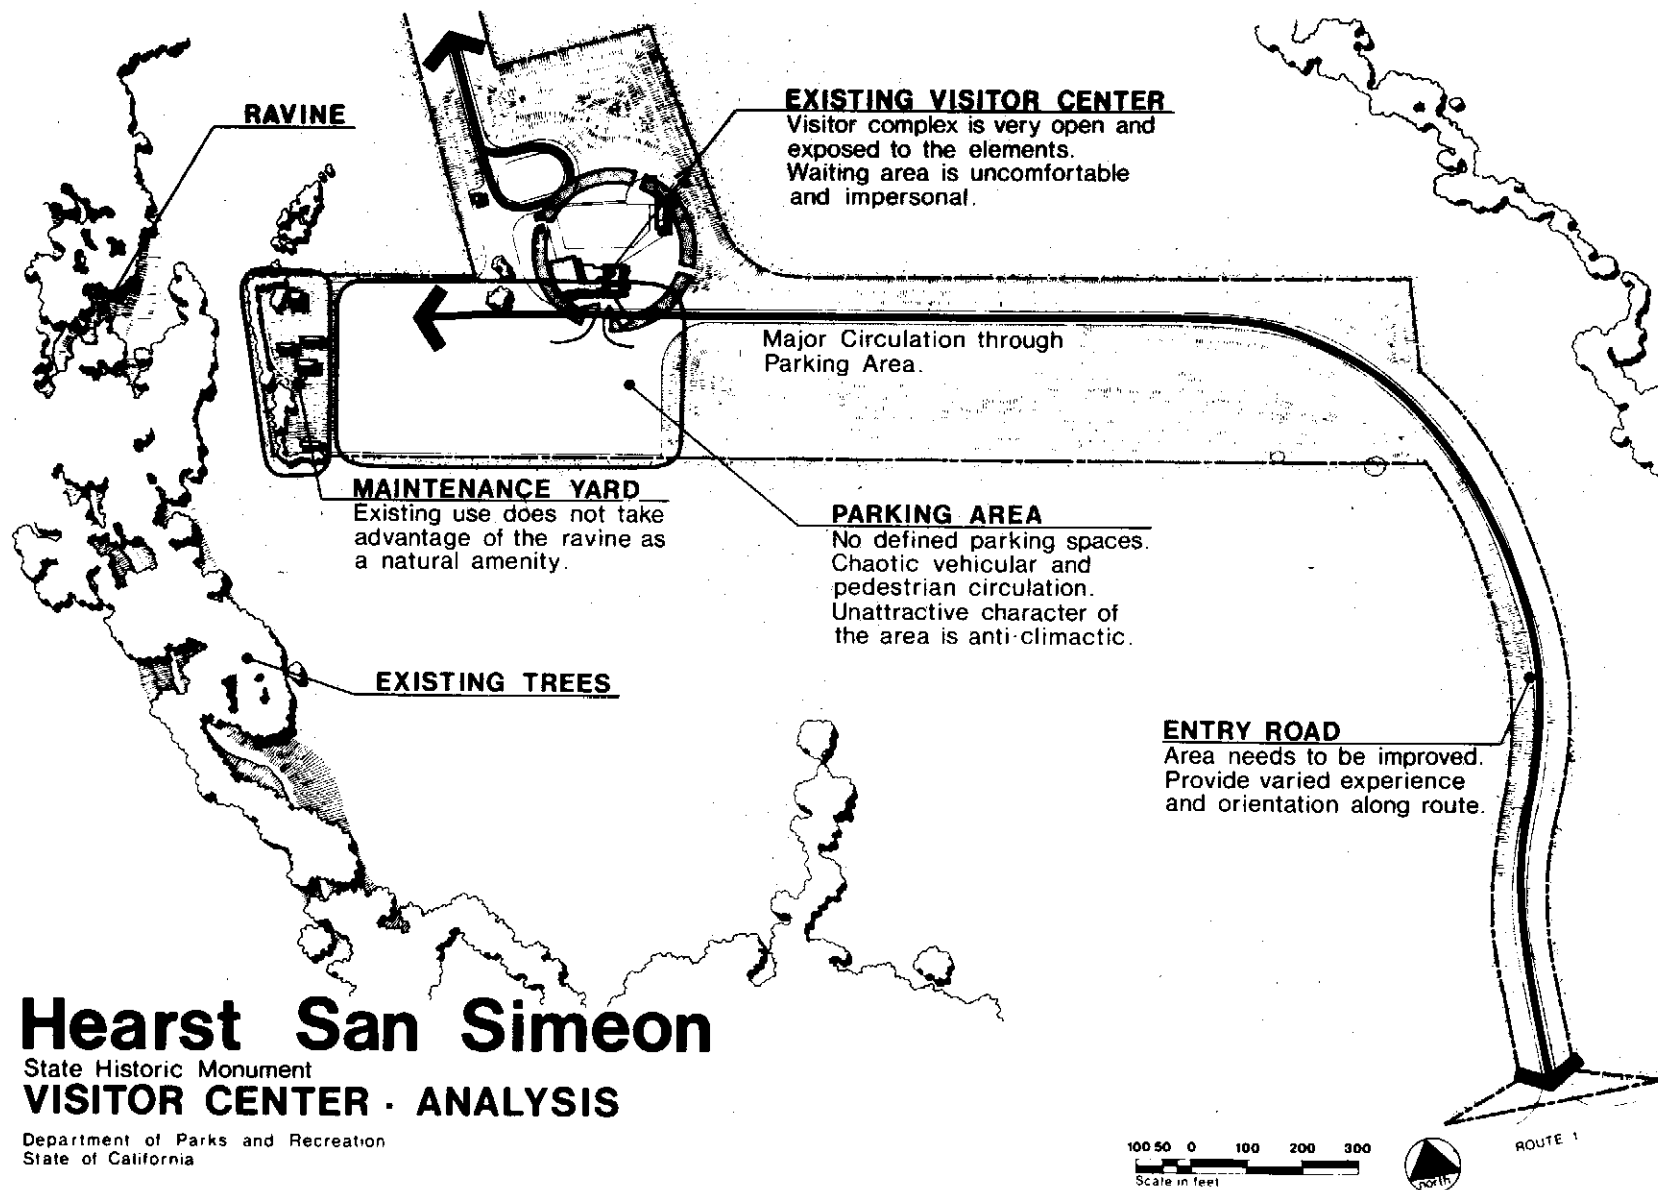 RAVINE
EXISTING VISITOR CENTER
Visitor complex is very open and
exposed to the elements.
Waiting area is uncomfortable
and impersonal.
Major Circulation through
Parking Area.
MAINTENANCE YARD
Existing use does not take
advantage of the ravine as
a natural amenity.
PARKING AREA
No defined parking spaces.
Chaotic vehicular and
pedestrian circulation.
Unattractive character of
the area is anti-climactic.
EXISTING TREES
ENTRY ROAD
Area needs to be improved.
Provide varied experience
and orientation along route.
Hearst San Simeon
State Historic Monument
VISITOR CENTER · ANALYSIS
Department of Parks and Recreation
State of California
100 50 0 100 200 300
Scale in feet
north
ROUTE 1